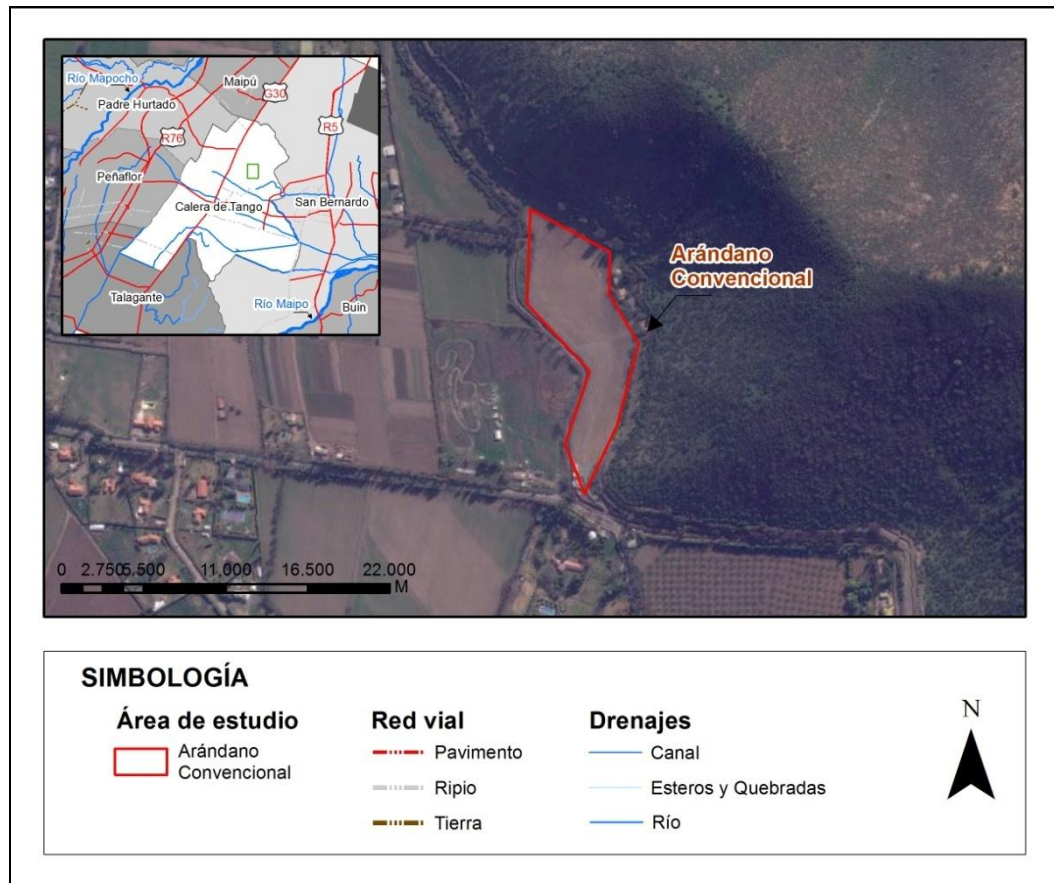 Río Mapocho
Maipú
G30
Padre Hurtado
R5
R76
Peñaflor
Calera de Tango
San Bernardo
Talagante
Río Maipo
Buin
Arándano
Convencional
0 2.750 5.500 11.000 16.500 22.000
M
SIMBOLOGÍA
Área de estudio
Arándano
Convencional
Red vial
Pavimento
Ripio
Tierra
Drenajes
Canal
Esteros y Quebradas
Río
N